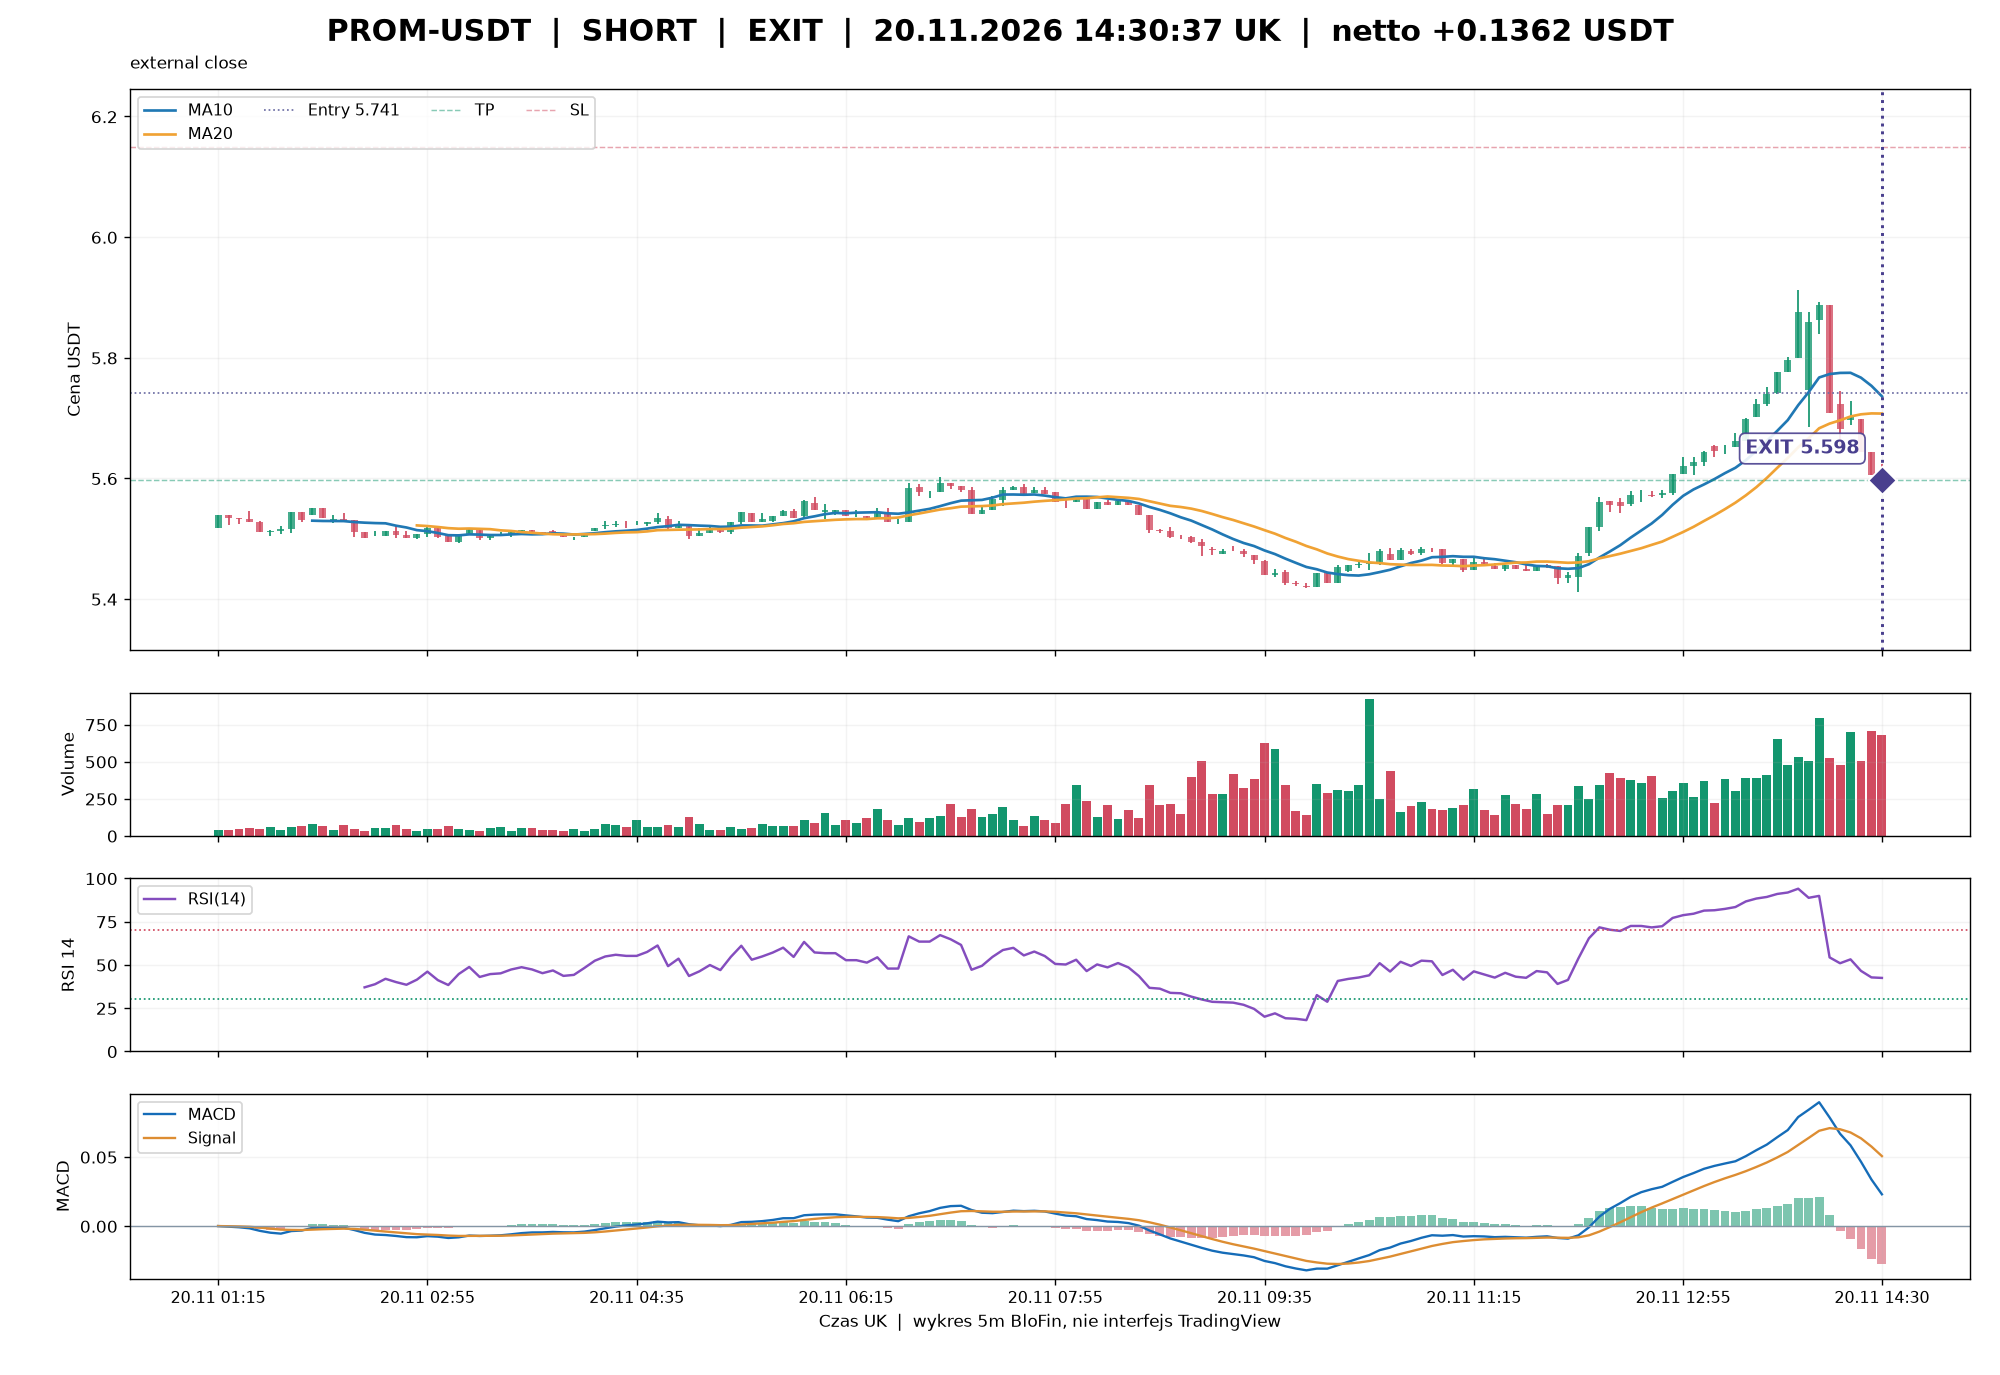 PROM-USDT | SHORT | EXIT | 20.11.2026 14:30:37 UK | netto +0.1362 USDT
external close
MA10
MA20
Entry 5.741
TP
SL
Cena USDT
6.2
6.0
5.8
5.6
5.4
EXIT 5.598
Volume
750
500
250
0
RSI 14
100
75
50
25
0
RSI(14)
MACD
0.05
0.00
MACD
Signal
20.11 01:15
20.11 02:55
20.11 04:35
20.11 06:15
20.11 07:55
20.11 09:35
20.11 11:15
20.11 12:55
20.11 14:30
Czas UK | wykres 5m BloFin, nie interfejs TradingView